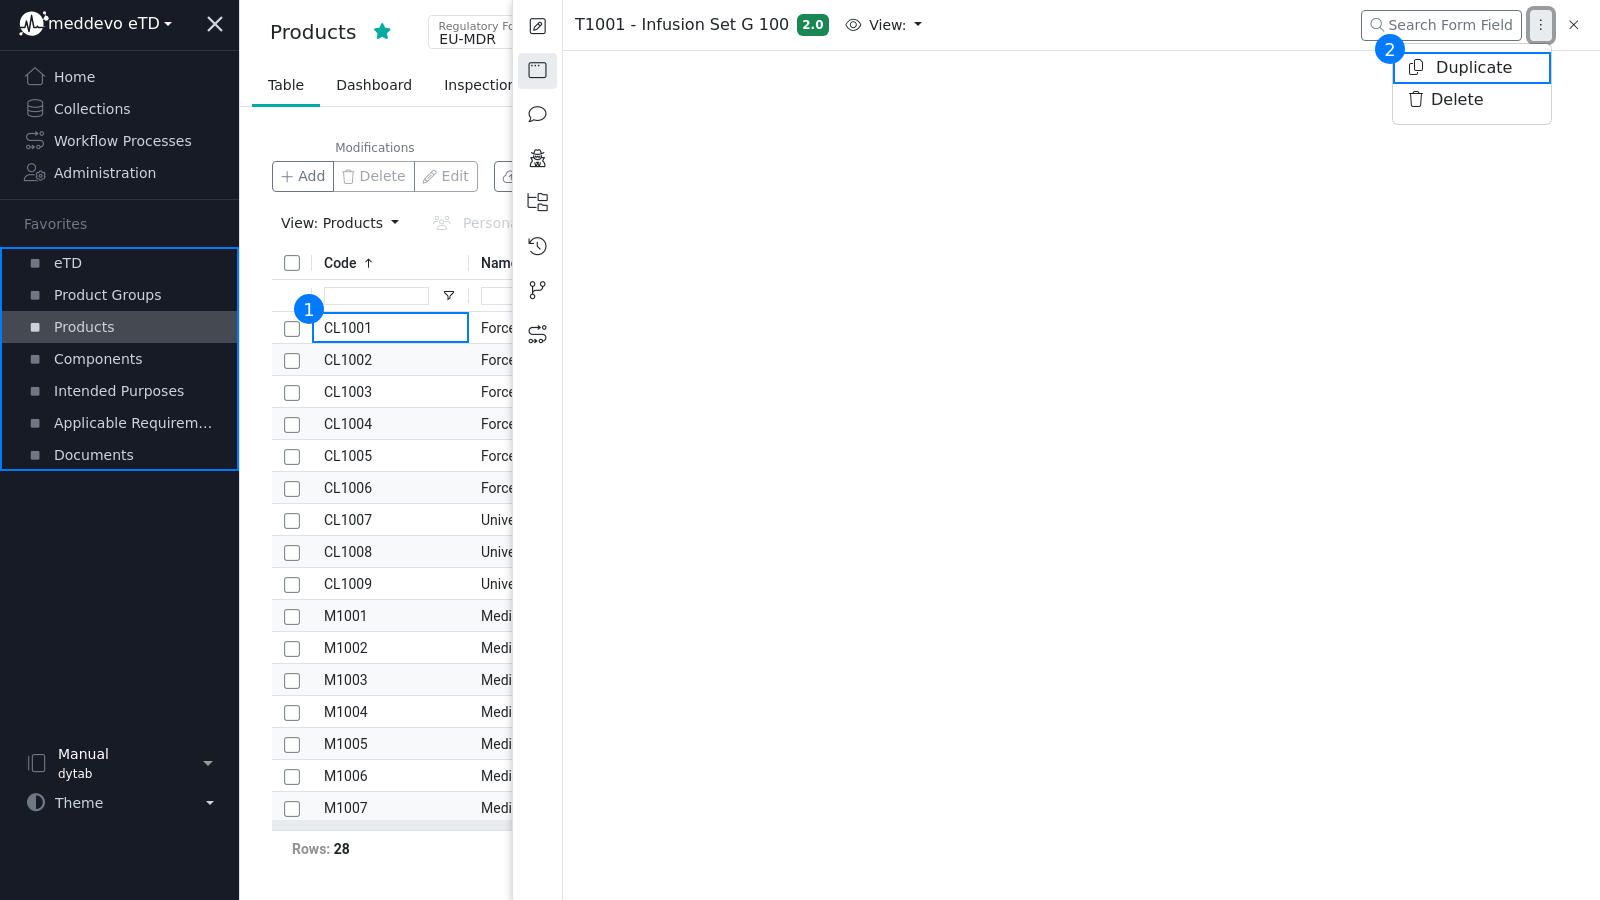 meddevo eTD
Home
Collections
Workflow Processes
Administration
Favorites
eTD
Product Groups
Products
Components
Intended Purposes
Applicable Requirem...
Documents
Manual
dytab
Theme
Products
Regulatory Fo
EU-MDR
Table
Dashboard
Inspection
Modifications
Add
Delete
Edit
View: Products
Persona
Code
Name
1
CL1001
Force
CL1002
Force
CL1003
Force
CL1004
Force
CL1005
Force
CL1006
Force
CL1007
Unive
CL1008
Unive
CL1009
Unive
M1001
Medi
M1002
Medi
M1003
Medi
M1004
Medi
M1005
Medi
M1006
Medi
M1007
Medi
Rows: 28
T1001 - Infusion Set G 100 2.0
View:
Search Form Field
2
Duplicate
Delete